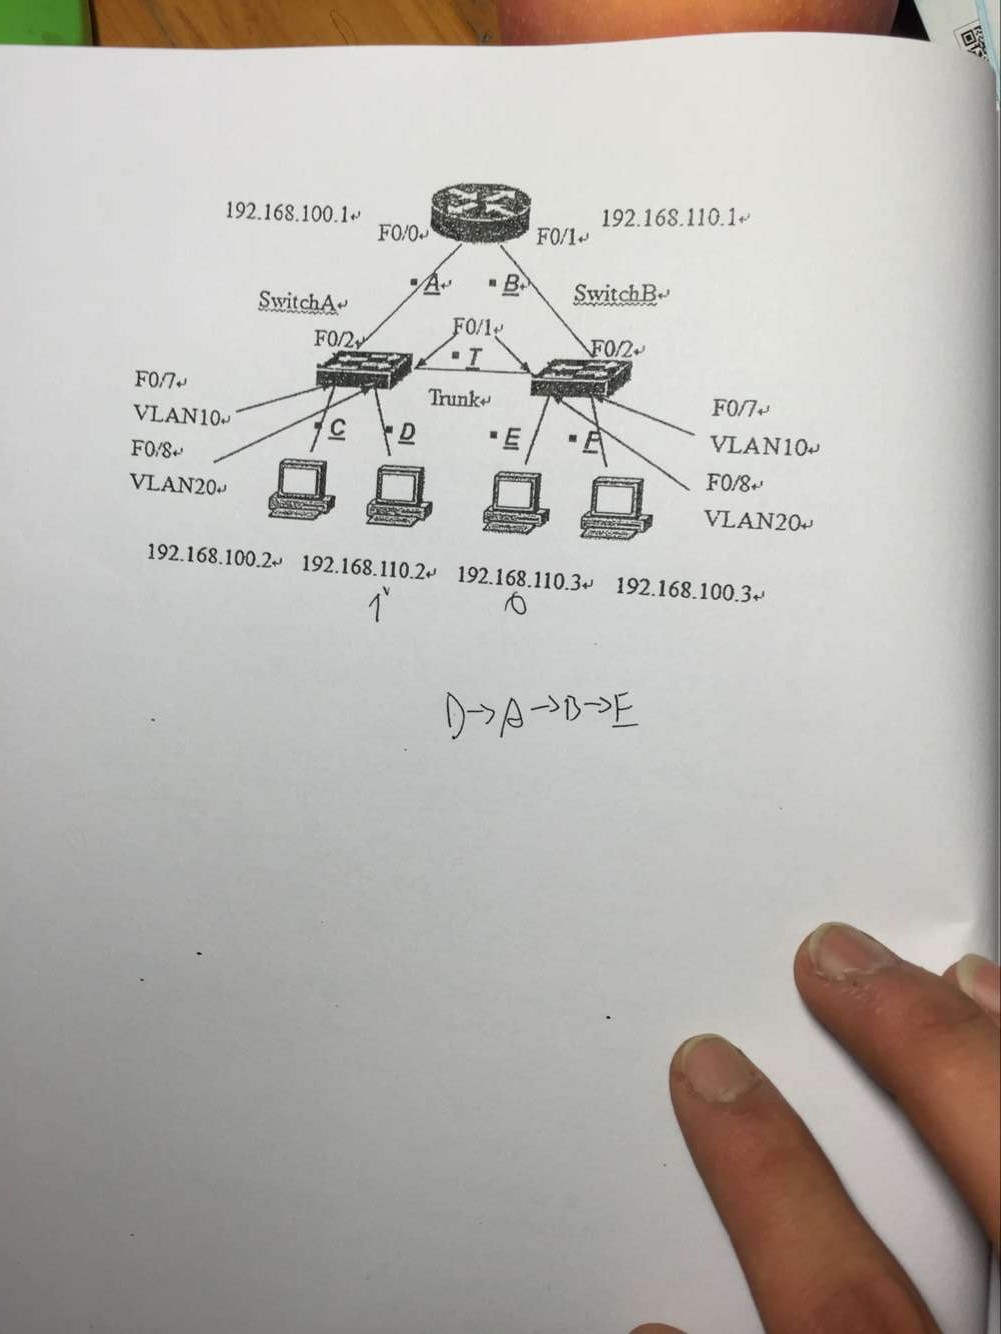 192.168.100.1↵
192.168.110.1↵
F0/0↵
F0/1↵
▪ A↵
▪ B↵
SwitchA↵
SwitchB↵
F0/1↵
F0/2↵
F0/2↵
▪ T
Trunk↵
F0/7↵
VLAN10↵
F0/8↵
VLAN20↵
F0/7↵
VLAN10↵
F0/8↵
VLAN20↵
▪ C
▪ D
▪ E
▪ F
192.168.100.2↵
192.168.110.2↵
192.168.110.3↵
192.168.100.3↵
D→A→B→E